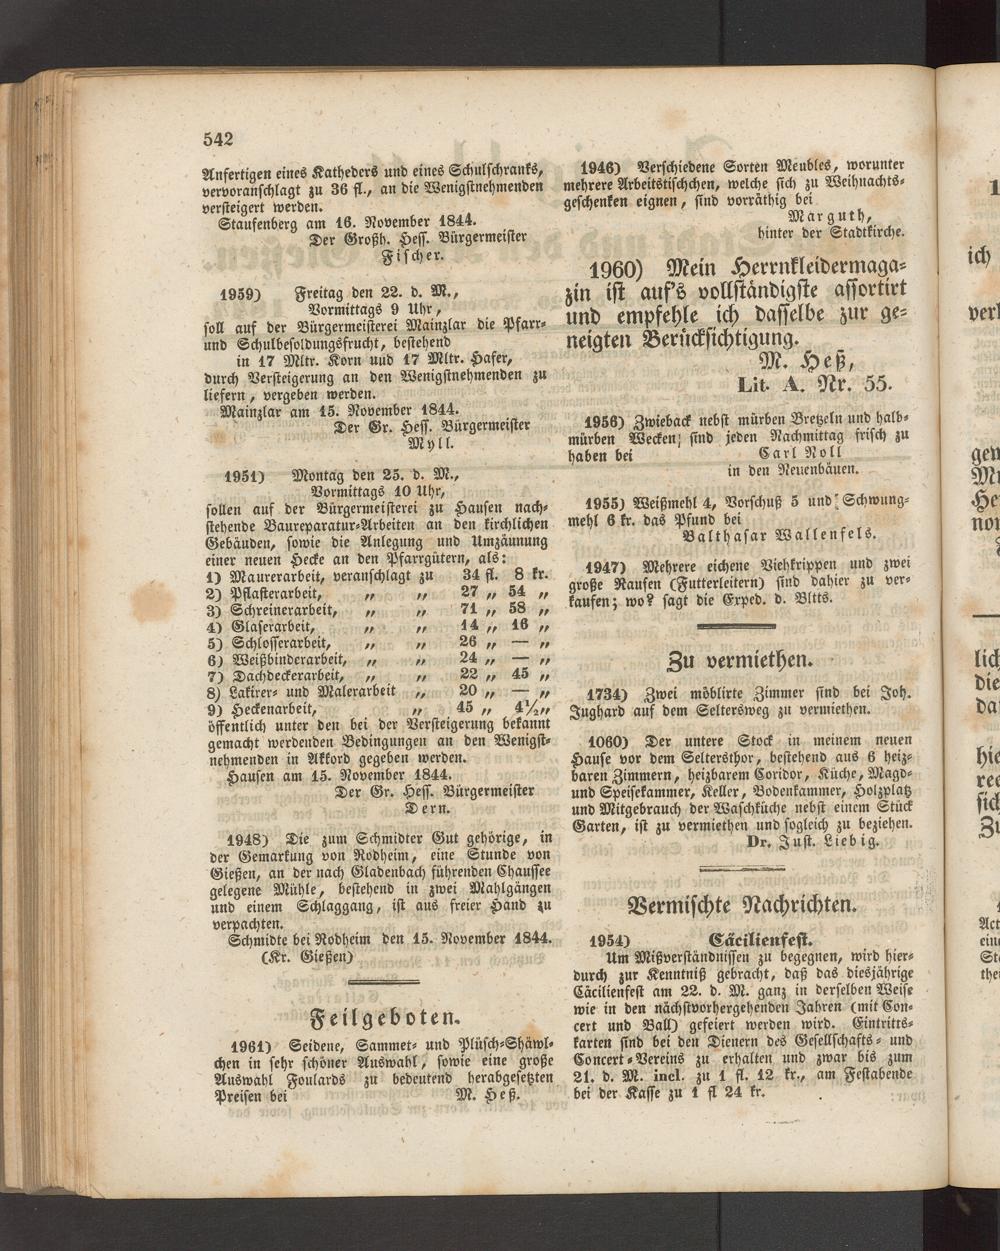 542
Anfertigen eines Katheders und eines Schulschranks,
vervoranschlagt zu 36 fl., an die Wenigstnehmenden
versteigert werden.
Staufenberg am 16. November 1844.
Der Großh. Hess. Bürgermeister
Fischer.
1959) Freitag den 22. d. M.,
Vormittags 9 Uhr,
soll auf der Bürgermeisterei Mainzlar die Pfarr-
und Schulbesoldungsfrucht, bestehend
in 17 Mltr. Korn und 17 Mltr. Hafer,
durch Versteigerung an den Wenigstnehmenden zu
liefern, vergeben werden.
Mainzlar am 15. November 1844.
Der Gr. Hess. Bürgermeister
Myll.
1951) Montag den 25. d. M.,
Vormittags 10 Uhr,
sollen auf der Bürgermeisterei zu Hausen nach-
stehende Baureparatur-Arbeiten an den kirchlichen
Gebäuden, sowie die Anlegung und Umzäunung
einer neuen Hecke an den Pfarrgütern, als:
1) Maurerarbeit, veranschlagt zu 34 fl. 8 kr.
2) Pflasterarbeit, „ „ 27 „ 54 „
3) Schreinerarbeit, „ „ 71 „ 58 „
4) Glaserarbeit, „ „ 14 „ 16 „
5) Schlosserarbeit, „ „ 26 „ — „
6) Weißbinderarbeit, „ „ 24 „ — „
7) Dachdeckerarbeit, „ „ 22 „ 45 „
8) Lakirer- und Malerarbeit „ 20 „ — „
9) Heckenarbeit, „ 45 „ 4½„
öffentlich unter den bei der Versteigerung bekannt
gemacht werdenden Bedingungen an den Wenigst-
nehmenden in Akkord gegeben werden.
Hausen am 15. November 1844.
Der Gr. Hess. Bürgermeister
Dern.
1948) Die zum Schmidter Gut gehörige, in
der Gemarkung von Rodheim, eine Stunde von
Gießen, an der nach Gladenbach führenden Chaussee
gelegene Mühle, bestehend in zwei Mahlgängen
und einem Schlaggang, ist aus freier Hand zu
verpachten.
Schmidte bei Rodheim den 15. November 1844.
(Kr. Gießen)
Feilgeboten.
1961) Seidene, Sammet- und Plüsch-Shäwl-
chen in sehr schöner Auswahl, sowie eine große
Auswahl Foulards zu bedeutend herabgesetzten
Preisen bei M. Heß.
1946) Verschiedene Sorten Meubles, worunter
mehrere Arbeitstischchen, welche sich zu Weihnachts-
geschenken eignen, sind vorräthig bei
Marguth,
hinter der Stadtkirche.
1960) Mein Herrnkleidermaga-
zin ist auf's vollständigste assortirt
und empfehle ich dasselbe zur ge-
neigten Berücksichtigung.
M. Heß,
Lit. A. Nr. 55.
1956) Zwieback nebst mürben Bretzeln und halb-
mürben Wecken; sind jeden Nachmittag frisch zu
haben bei Carl Noll
in den Neuenbäuen.
1955) Weißmehl 4, Vorschuß 5 und Schwung-
mehl 6 kr. das Pfund bei
Balthasar Wallenfels.
1947) Mehrere eichene Viehkrippen und zwei
große Raufen (Futterleitern) sind dahier zu ver-
kaufen; wo? sagt die Exped. d. Bltts.
Zu vermiethen.
1734) Zwei möblirte Zimmer sind bei Joh.
Jughard auf dem Seltersweg zu vermiethen.
1060) Der untere Stock in meinem neuen
Hause vor dem Seltersthor, bestehend aus 6 heiz-
baren Zimmern, heizbarem Coridor, Küche, Magd-
und Speisekammer, Keller, Bodenkammer, Holzplatz
und Mitgebrauch der Waschküche nebst einem Stück
Garten, ist zu vermiethen und sogleich zu beziehen.
Dr. Just. Liebig.
Vermischte Nachrichten.
1954) Cäcilienfest.
Um Mißverständnissen zu begegnen, wird hier-
durch zur Kenntniß gebracht, daß das diesjährige
Cäcilienfest am 22. d. M. ganz in derselben Weise
wie in den nächstvorhergehenden Jahren (mit Con-
cert und Ball) gefeiert werden wird. Eintritts-
karten sind bei den Dienern des Gesellschafts- und
Concert-Vereins zu erhalten und zwar bis zum
21. d. M. incl. zu 1 fl. 12 kr., am Festabende
bei der Kasse zu 1 fl 24 kr.